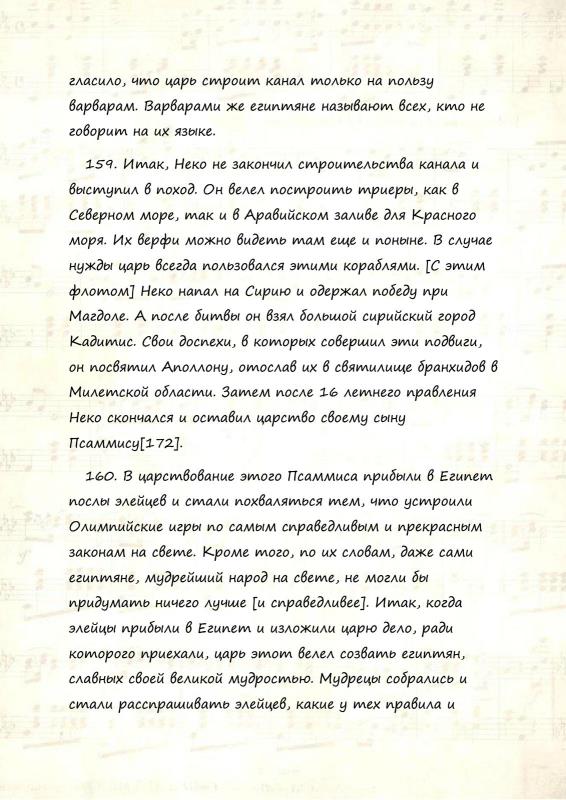 гласило, что царь строит канал только на пользу
варварам. Варварами же египтяне называют всех, кто не
говорит на их языке.
159. Итак, Неко не закончил строительства канала и
выступил в поход. Он велел построить триеры, как в
Северном море, так и в Аравийском заливе для Красного
моря. Их верфи можно видеть там еще и поныне. В случае
нужды царь всегда пользовался этими кораблями. [С этим
флотом] Неко напал на Сирию и одержал победу при
Магдоле. А после битвы он взял большой сирийский город
Кадитис. Свои доспехи, в которых совершил эти подвиги,
он посвятил Аполлону, отослав их в святилище бранхидов в
Милетской области. Затем после 16 летнего правления
Неко скончался и оставил царство своему сыну
Псаммису[172].
160. В царствование этого Псаммиса прибыли в Египет
послы элейцев и стали похваляться тем, что устроили
Олимпийские игры по самым справедливым и прекрасным
законам на свете. Кроме того, по их словам, даже сами
египтяне, мудрейший народ на свете, не могли бы
придумать ничего лучше [и справедливее]. Итак, когда
элейцы прибыли в Египет и изложили царю дело, ради
которого приехали, царь этот велел созвать египтян,
славных своей великой мудростью. Мудрецы собрались и
стали расспрашивать элейцев, какие у тех правила и